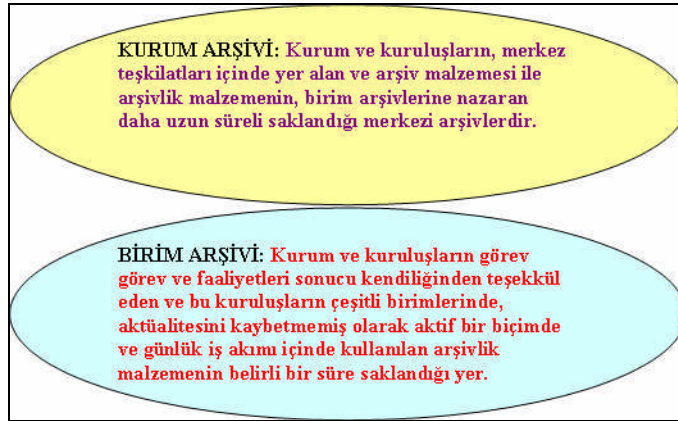 KURUM ARŞİVİ: Kurum ve kuruluşların, merkez
teşkilatları içinde yer alan ve arşiv malzemesi ile
arşivlik malzemenin, birim arşivlerine nazaran
daha uzun süreli saklandığı merkezi arşivlerdir.
BİRİM ARŞİVİ: Kurum ve kuruluşların görev
görev ve faaliyetleri sonucu kendiliğinden teşekkül
eden ve bu kuruluşların çeşitli birimlerinde,
aktüalitesini kaybetmemiş olarak aktif bir biçimde
ve günlük iş akımı içinde kullanılan arşivlik
malzemenin belirli bir süre saklandığı yer.